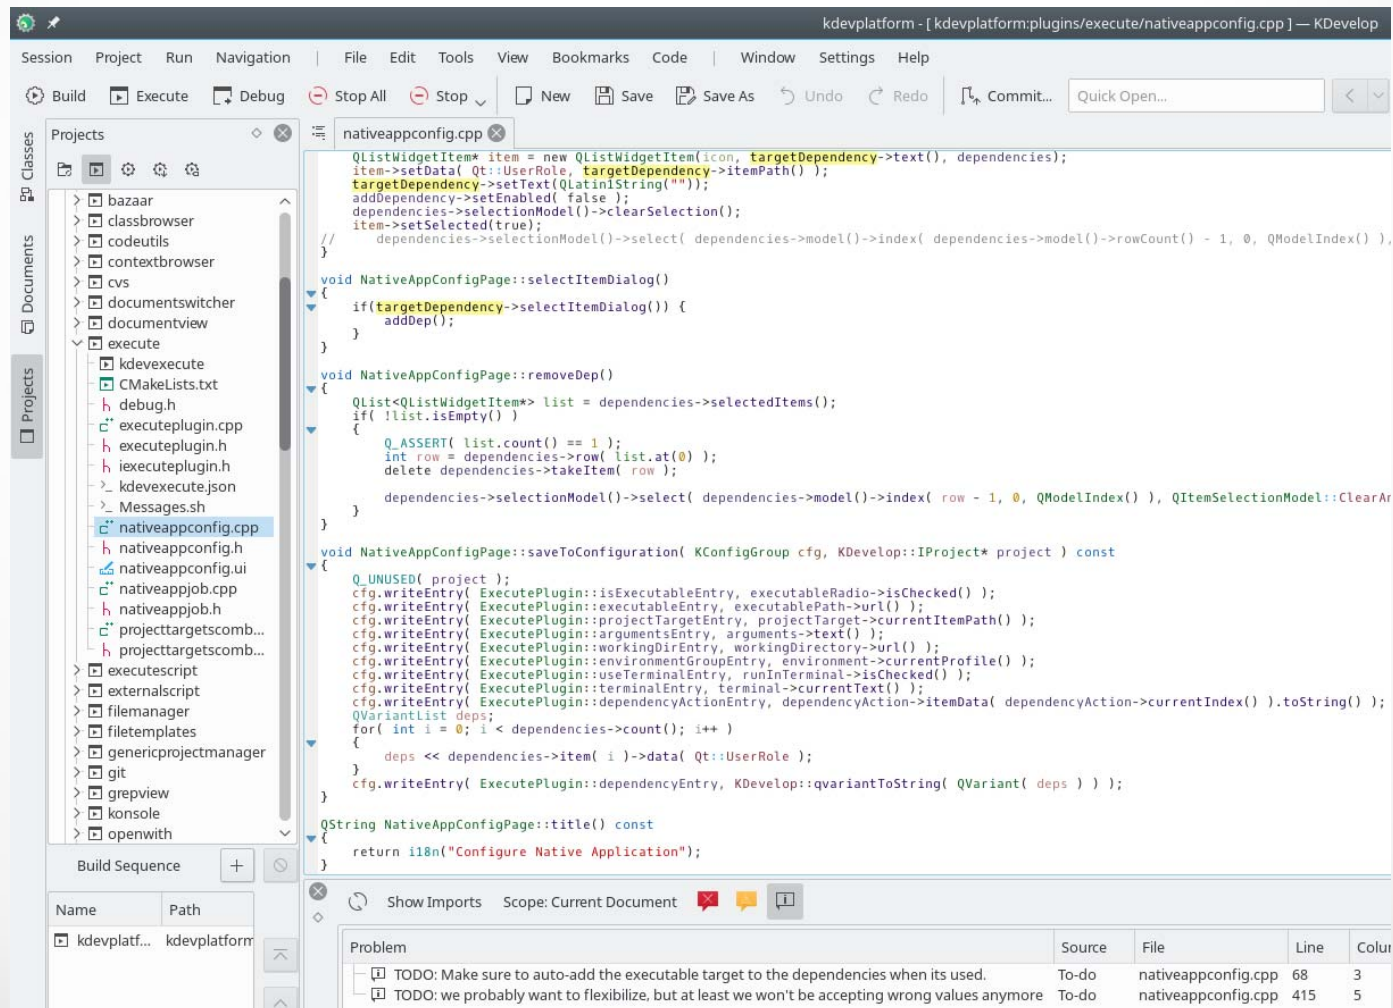 kdevplatform - [ kdevplatform:plugins/execute/nativeappconfig.cpp ] — KDevelop
Session Project Run Navigation | File Edit Tools View Bookmarks Code | Window Settings Help
Build Execute Debug Stop All Stop New Save Save As Undo Redo Commit... Quick Open...
Classes
Documents
Projects
Projects
bazaar
classbrowser
codeutils
contextbrowser
cvs
documentswitcher
documentview
execute
kdevexecute
CMakeLists.txt
debug.h
executeplugin.cpp
executeplugin.h
iexecuteplugin.h
kdevexecute.json
Messages.sh
nativeappconfig.cpp
nativeappconfig.h
nativeappconfig.ui
nativeappjob.cpp
nativeappjob.h
projecttargetscomb...
projecttargetscomb...
executescript
externalscript
filemanager
filetemplates
genericprojectmanager
git
grepview
konsole
openwith
Build Sequence
Name Path
kdevplatf... kdevplatform
nativeappconfig.cpp
QListWidgetItem* item = new QListWidgetItem(icon, targetDependency->text(), dependencies);
item->setData( Qt::UserRole, targetDependency->itemPath() );
targetDependency->setText(QLatin1String(""));
addDependency->setEnabled( false );
dependencies->selectionModel()->clearSelection();
item->setSelected(true);
// dependencies->selectionModel()->select( dependencies->model()->index( dependencies->model()->rowCount() - 1, 0, QModelIndex() ),
}
void NativeAppConfigPage::selectItemDialog()
{
if(targetDependency->selectItemDialog()) {
addDep();
}
}
void NativeAppConfigPage::removeDep()
{
QList<QListWidgetItem*> list = dependencies->selectedItems();
if( !list.isEmpty() )
{
Q_ASSERT( list.count() == 1 );
int row = dependencies->row( list.at(0) );
delete dependencies->takeItem( row );
dependencies->selectionModel()->select( dependencies->model()->index( row - 1, 0, QModelIndex() ), QItemSelectionModel::ClearAn
}
}
void NativeAppConfigPage::saveToConfiguration( KConfigGroup cfg, KDevelop::IProject* project ) const
{
Q_UNUSED( project );
cfg.writeEntry( ExecutePlugin::isExecutableEntry, executableRadio->isChecked() );
cfg.writeEntry( ExecutePlugin::executableEntry, executablePath->url() );
cfg.writeEntry( ExecutePlugin::projectTargetEntry, projectTarget->currentItemPath() );
cfg.writeEntry( ExecutePlugin::argumentsEntry, arguments->text() );
cfg.writeEntry( ExecutePlugin::workingDirEntry, workingDirectory->url() );
cfg.writeEntry( ExecutePlugin::environmentGroupEntry, environment->currentProfile() );
cfg.writeEntry( ExecutePlugin::useTerminalEntry, runInTerminal->isChecked() );
cfg.writeEntry( ExecutePlugin::terminalEntry, terminal->currentText() );
cfg.writeEntry( ExecutePlugin::dependencyActionEntry, dependencyAction->itemData( dependencyAction->currentIndex() ).toString() );
QVariantList deps;
for( int i = 0; i < dependencies->count(); i++ )
{
deps << dependencies->item( i )->data( Qt::UserRole );
}
cfg.writeEntry( ExecutePlugin::dependencyEntry, KDevelop::qvariantToString( QVariant( deps ) ) );
}
QString NativeAppConfigPage::title() const
{
return i18n("Configure Native Application");
}
Show Imports Scope: Current Document
Problem Source File Line Colur
TODO: Make sure to auto-add the executable target to the dependencies when its used. To-do nativeappconfig.cpp 68 3
TODO: we probably want to flexibilize, but at least we won't be accepting wrong values anymore To-do nativeappconfig.cpp 415 5